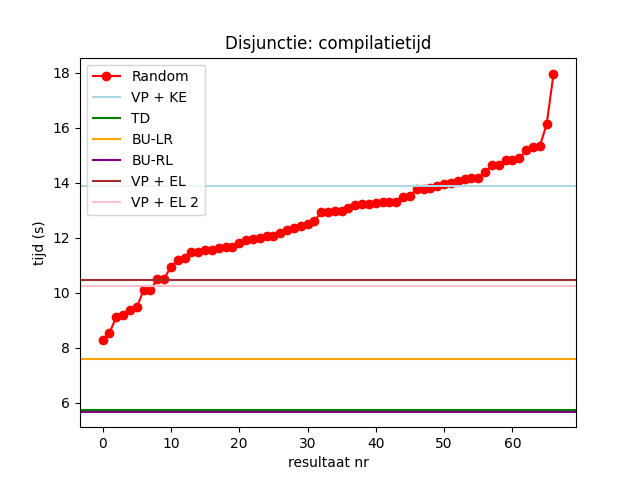 Disjunctie: compilatietijd
18
16
14
12
10
8
6
tijd (s)
Random
VP + KE
TD
BU-LR
BU-RL
VP + EL
VP + EL 2
0 10 20 30 40 50 60
resultaat nr